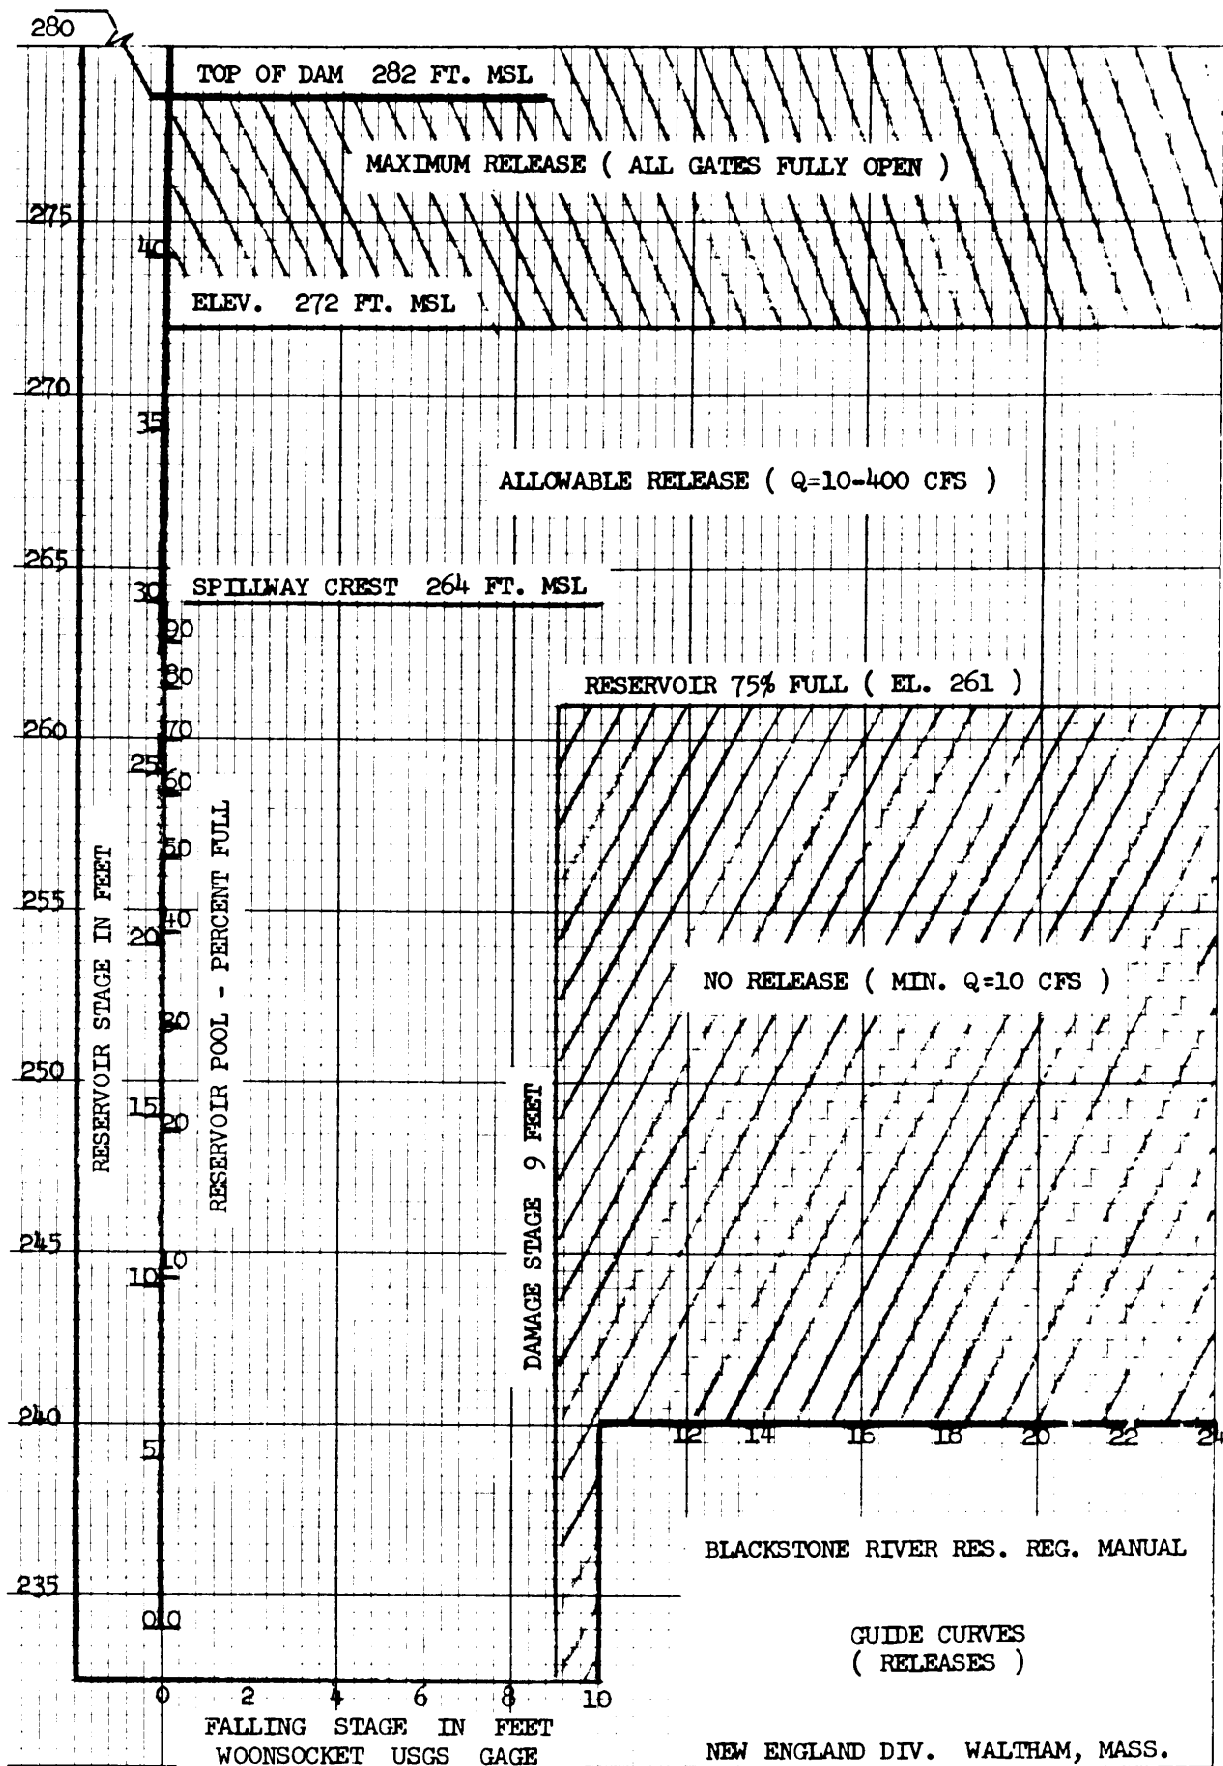 280
TOP OF DAM 282 FT. MSL
MAXIMUM RELEASE ( ALL GATES FULLY OPEN )
275
40
ELEV. 272 FT. MSL
270
35
ALLOWABLE RELEASE ( Q=10-400 CFS )
265
30
SPILLWAY CREST 264 FT. MSL
90
80
RESERVOIR 75% FULL ( EL. 261 )
260
70
25
60
50
RESERVOIR STAGE IN FEET
RESERVOIR POOL - PERCENT FULL
255
40
20
NO RELEASE ( MIN. Q=10 CFS )
30
250
15
20
DAMAGE STAGE 9 FEET
245
10
10
240
5
12 14 16 18 20 22 24
BLACKSTONE RIVER RES. REG. MANUAL
235
0
0
GUIDE CURVES
( RELEASES )
0 2 4 6 8 10
FALLING STAGE IN FEET
WOONSOCKET USGS GAGE
NEW ENGLAND DIV. WALTHAM, MASS.